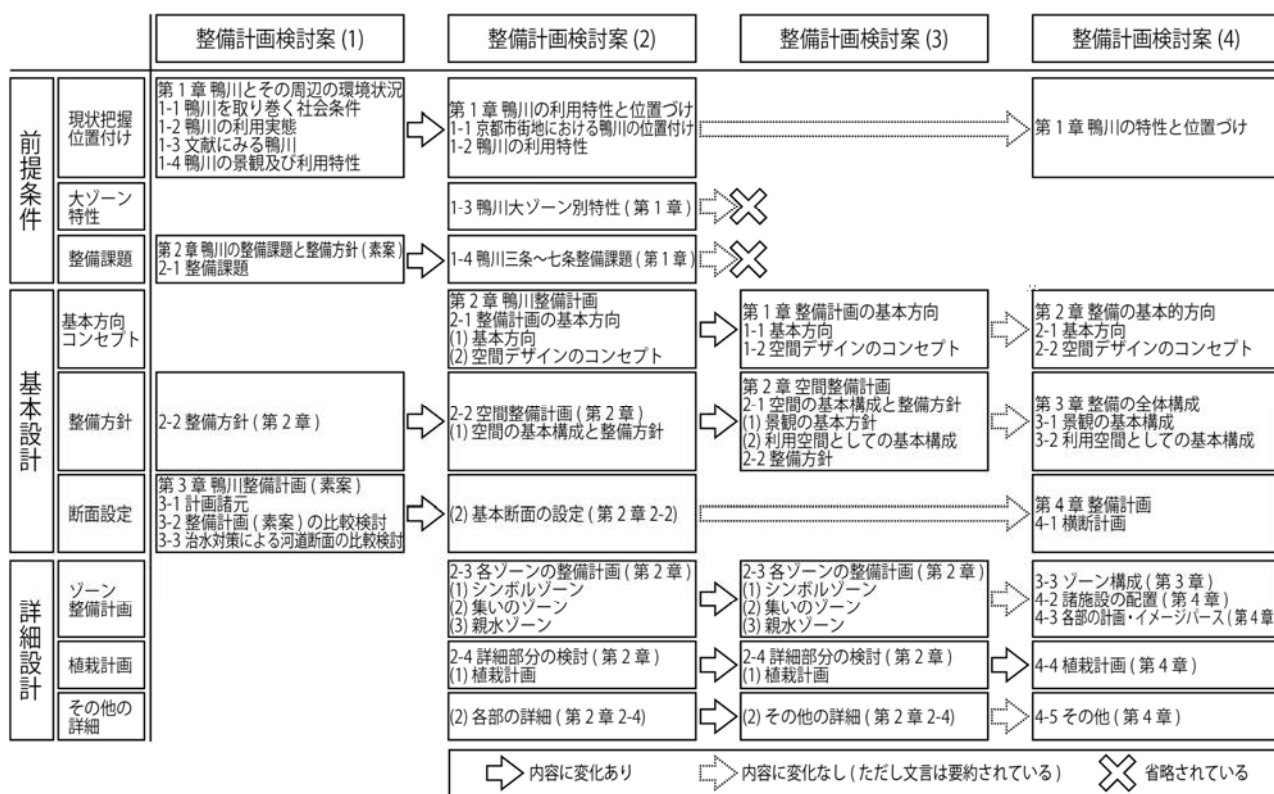 整備計画検討案 (1)
整備計画検討案 (2)
整備計画検討案 (3)
整備計画検討案 (4)
前提条件
現状把握
位置付け
第 1 章 鴨川とその周辺の環境状況
1-1 鴨川を取り巻く社会条件
1-2 鴨川の利用実態
1-3 文献にみる鴨川
1-4 鴨川の景観及び利用特性
第 1 章 鴨川の利用特性と位置づけ
1-1 京都市街地における鴨川の位置付け
1-2 鴨川の利用特性
第 1 章 鴨川の特性と位置づけ
大ゾーン
特性
1-3 鴨川大ゾーン別特性 ( 第 1 章 )
整備課題
第 2 章 鴨川の整備課題と整備方針 ( 素案 )
2-1 整備課題
1-4 鴨川三条～七条整備課題 ( 第 1 章 )
基本設計
基本方向
コンセプト
第 2 章 鴨川整備計画
2-1 整備計画の基本方向
(1) 基本方向
(2) 空間デザインのコンセプト
第 1 章 整備計画の基本方向
1-1 基本方向
1-2 空間デザインのコンセプト
第 2 章 整備の基本的方向
2-1 基本方向
2-2 空間デザインのコンセプト
整備方針
2-2 整備方針 ( 第 2 章 )
2-2 空間整備計画 ( 第 2 章 )
(1) 空間の基本構成と整備方針
第 2 章 空間整備計画
2-1 空間の基本構成と整備方針
(1) 景観の基本方針
(2) 利用空間としての基本構成
2-2 整備方針
第 3 章 整備の全体構成
3-1 景観の基本構成
3-2 利用空間としての基本構成
断面設定
第 3 章 鴨川整備計画 ( 素案 )
3-1 計画諸元
3-2 整備計画 ( 素案 ) の比較検討
3-3 治水対策による河道断面の比較検討
(2) 基本断面の設定 ( 第 2 章 2-2)
第 4 章 整備計画
4-1 横断計画
詳細設計
ゾーン
整備計画
2-3 各ゾーンの整備計画 ( 第 2 章 )
(1) シンボルゾーン
(2) 集いのゾーン
(3) 親水ゾーン
2-3 各ゾーンの整備計画 ( 第 2 章 )
(1) シンボルゾーン
(2) 集いのゾーン
(3) 親水ゾーン
3-3 ゾーン構成 ( 第 3 章 )
4-2 諸施設の配置 ( 第 4 章 )
4-3 各部の計画・イメージパース ( 第 4 章
植栽計画
2-4 詳細部分の検討 ( 第 2 章 )
(1) 植栽計画
2-4 詳細部分の検討 ( 第 2 章 )
(1) 植栽計画
4-4 植栽計画 ( 第 4 章 )
その他の
詳細
(2) 各部の詳細 ( 第 2 章 2-4)
(2) その他の詳細 ( 第 2 章 2-4)
4-5 その他 ( 第 4 章 )
内容に変化あり
内容に変化なし ( ただし文言は要約されている )
省略されている